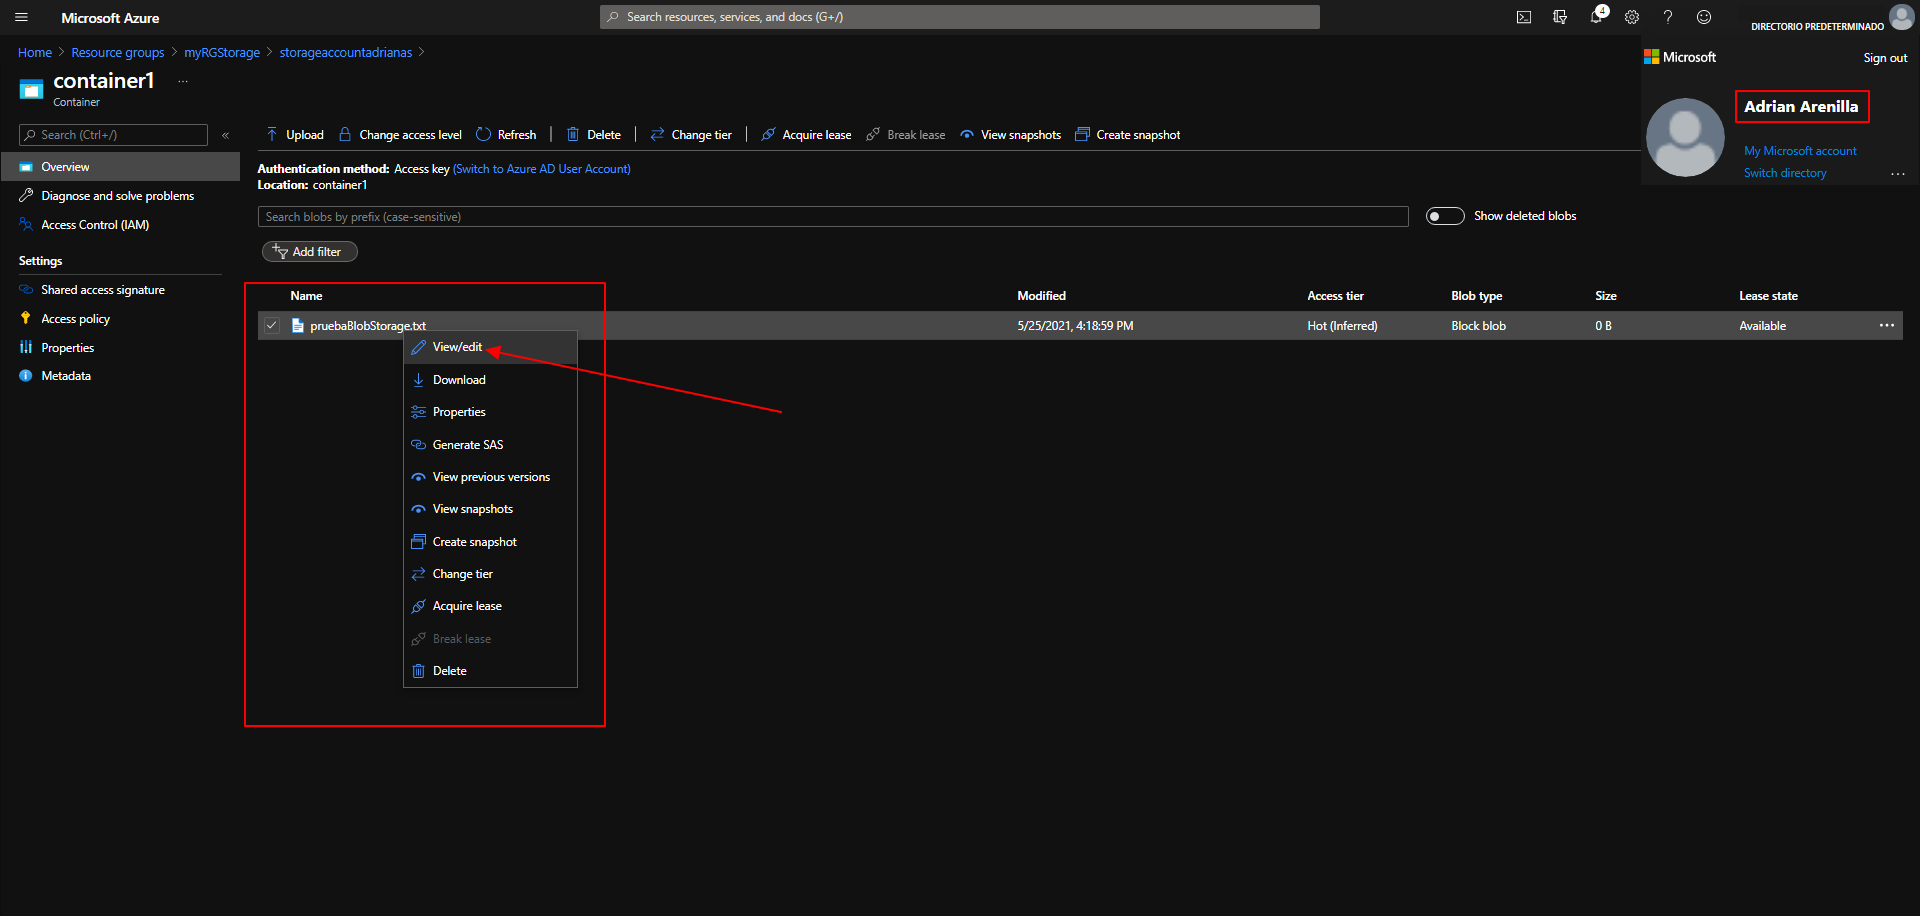 Microsoft Azure
Search resources, services, and docs (G+/)
4
DIRECTORIO PREDETERMINADO
Home > Resource groups > myRGStorage > storageaccountadrianas >
Microsoft
Sign out
container1 ...
Container
Adrian Arenilla
My Microsoft account
Switch directory
...
Search (Ctrl+/)
«
Upload Change access level Refresh Delete Change tier Acquire lease Break lease View snapshots Create snapshot
Overview
Diagnose and solve problems
Access Control (IAM)
Settings
Shared access signature
Access policy
Properties
Metadata
Authentication method: Access key (Switch to Azure AD User Account)
Location: container1
Search blobs by prefix (case-sensitive)
Show deleted blobs
Add filter
Name Modified Access tier Blob type Size Lease state
pruebaBlobStorage.txt 5/25/2021, 4:18:59 PM Hot (Inferred) Block blob 0 B Available ...
View/edit
Download
Properties
Generate SAS
View previous versions
View snapshots
Create snapshot
Change tier
Acquire lease
Break lease
Delete